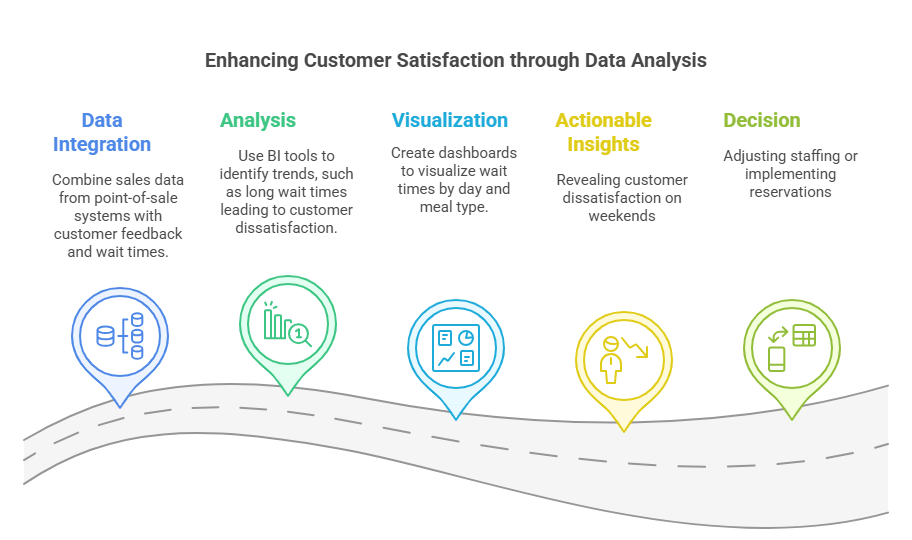 Enhancing Customer Satisfaction through Data Analysis
Data
Integration
Combine sales data
from point-of-sale
systems with
customer feedback
and wait times.
Analysis
Use BI tools to
identify trends, such
as long wait times
leading to customer
dissatisfaction.
Visualization
Create dashboards
to visualize wait
times by day and
meal type.
Actionable
Insights
Revealing customer
dissatisfaction on
weekends
Decision
Adjusting staffing or
implementing
reservations
1